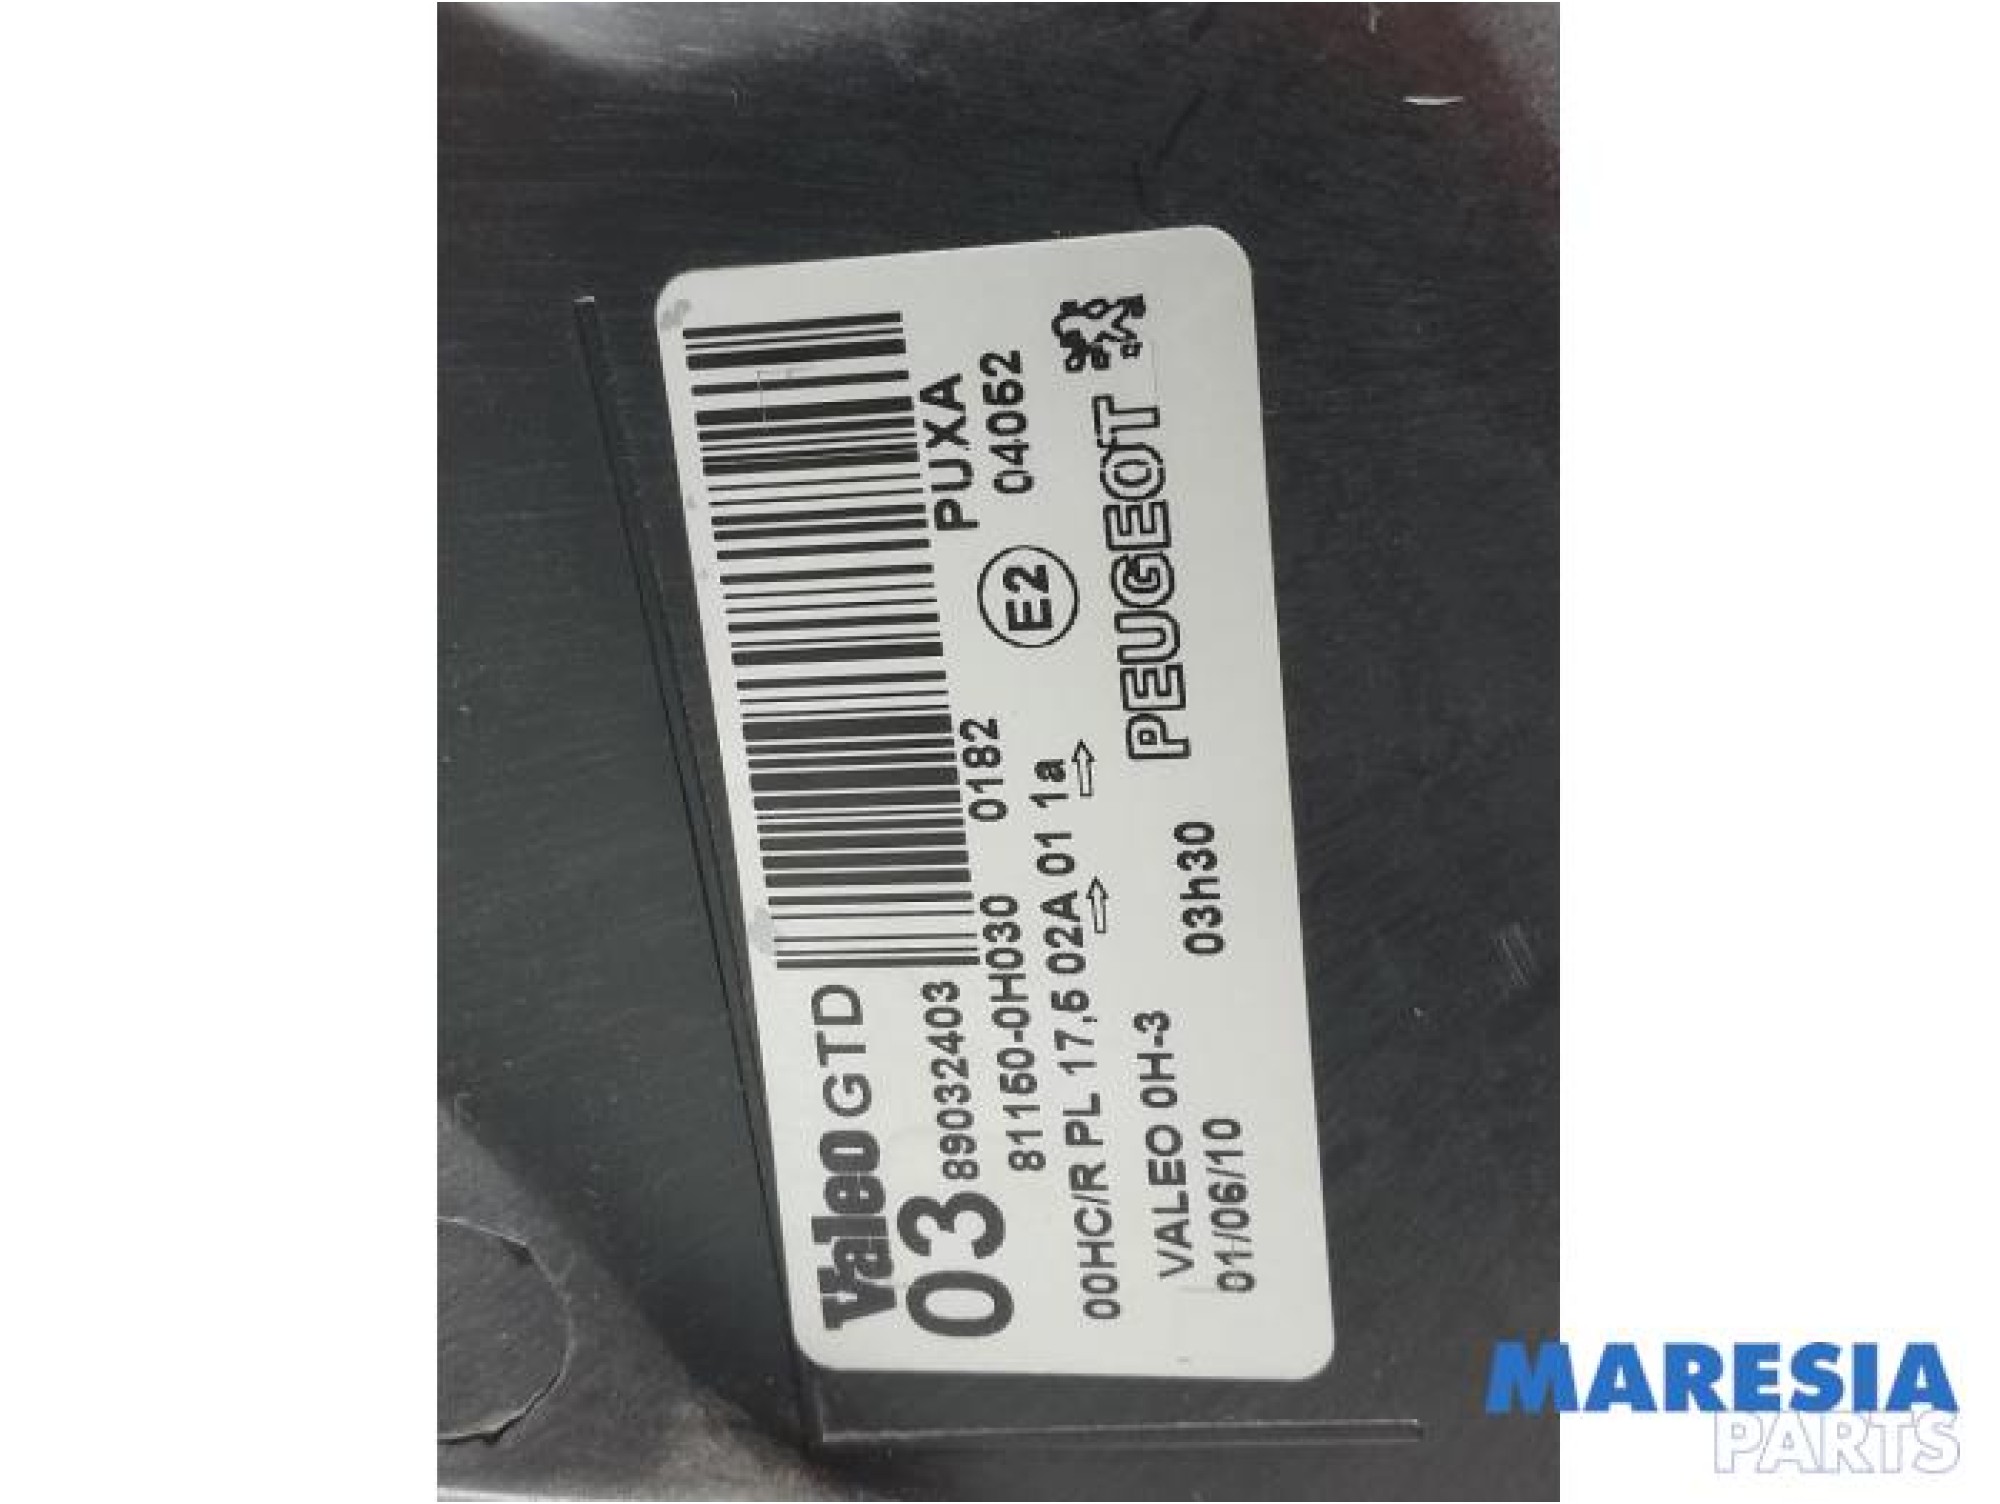 Valeo GTD
03 89032403 PUXA
81150-0H030 0182
00HC/R PL 17,5 02A 01 1a E2 04052
VALEO 0H-3 PEUGEOT
01/06/10 03h30
MARESIA
PARTS